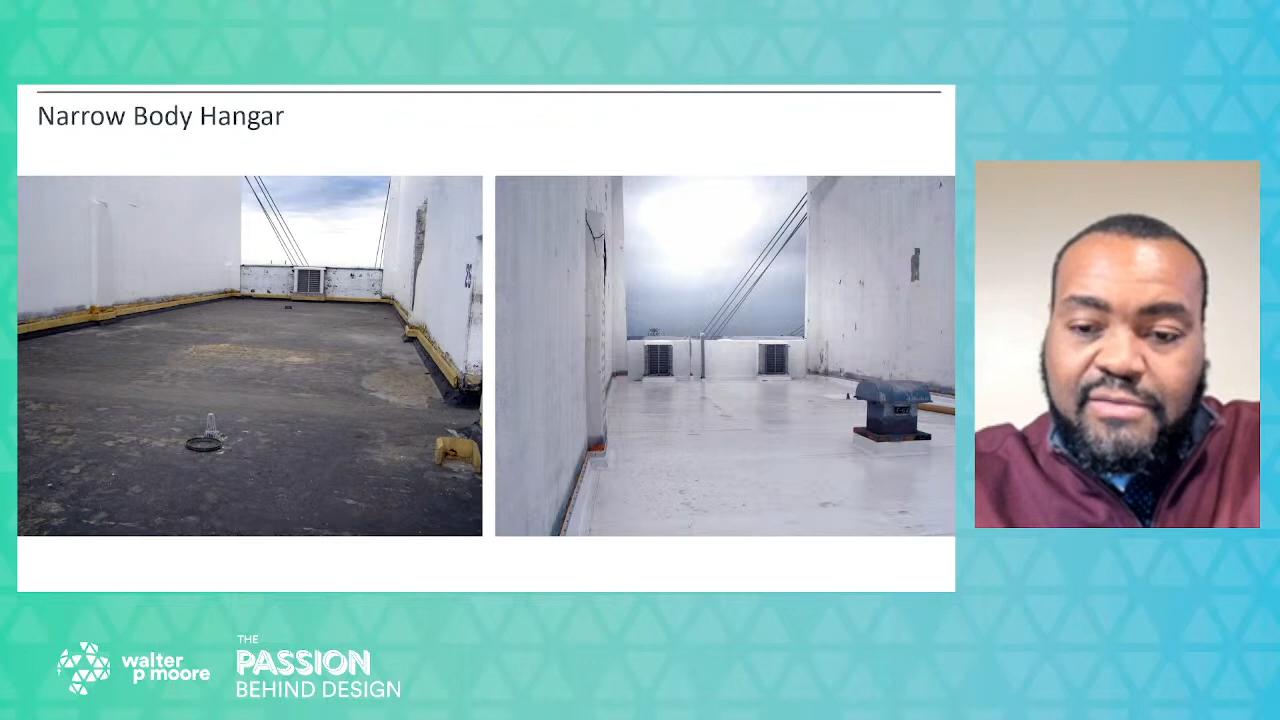 Narrow Body Hangar
walter
p moore
THE
PASSION
BEHIND DESIGN